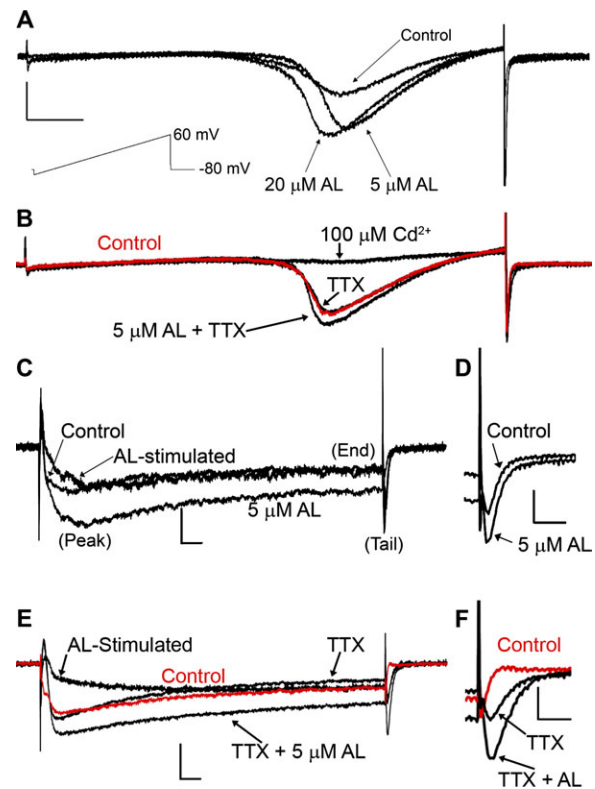 A
Control
60 mV
-80 mV
20 μM AL
5 μM AL
B
Control
100 μM Cd²⁺
TTX
5 μM AL + TTX
C
Control
AL-stimulated
(End)
5 μM AL
(Peak)
(Tail)
D
Control
5 μM AL
E
AL-Stimulated
Control
TTX
TTX + 5 μM AL
F
Control
TTX
TTX + AL